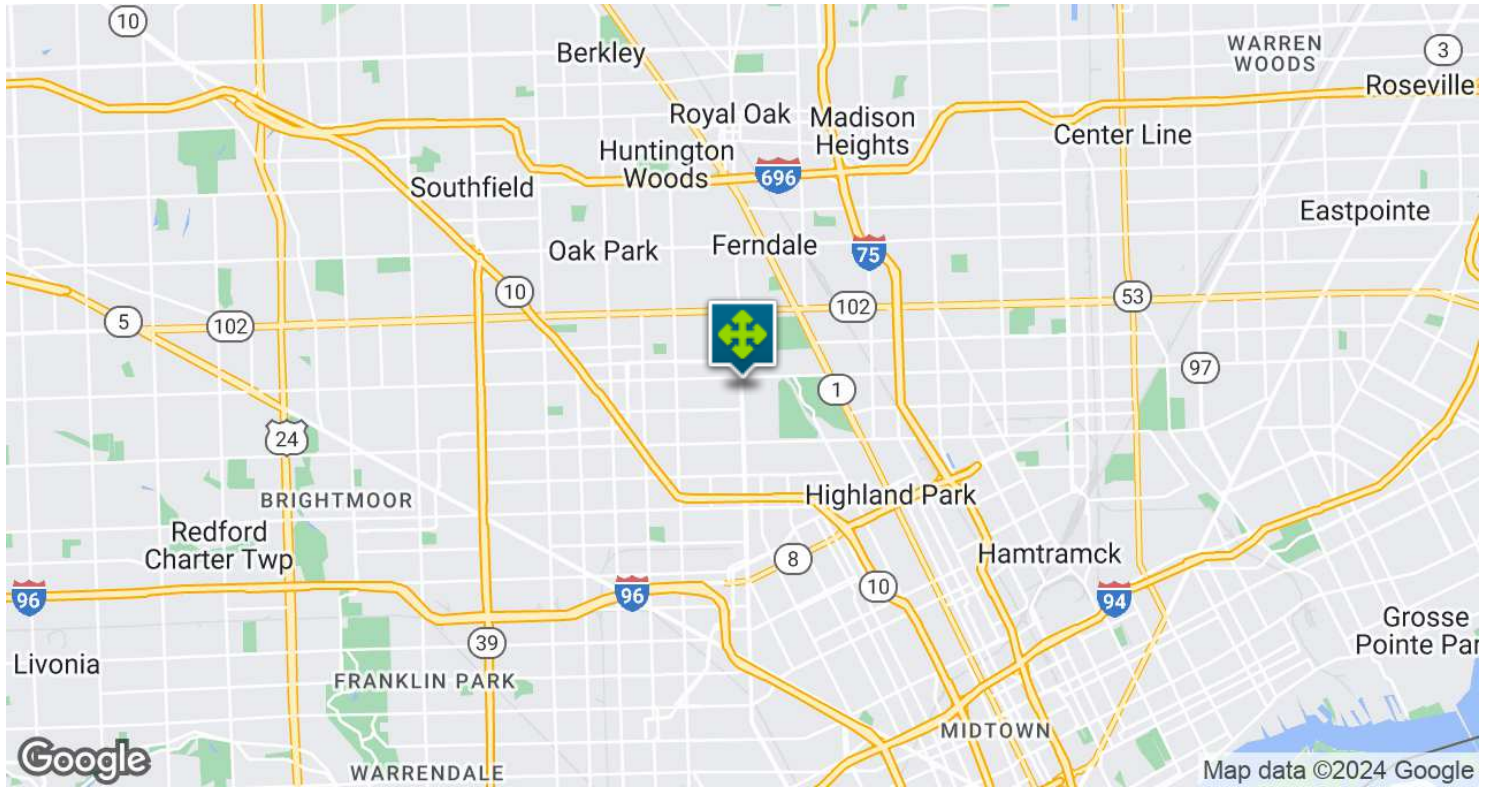 10
Berkley
WARREN
WOODS
3
Roseville
Royal Oak
Madison
Heights
Center Line
Huntington
Woods
696
Southfield
Eastpointe
Oak Park
Ferndale
75
10
53
5
102
102
97
1
24
BRIGHTMOOR
Highland Park
Redford
Charter Twp
Hamtramck
8
96
96
10
94
Grosse
Pointe Par
39
Livonia
FRANKLIN PARK
MIDTOWN
Google
WARRENDALE
Map data ©2024 Google